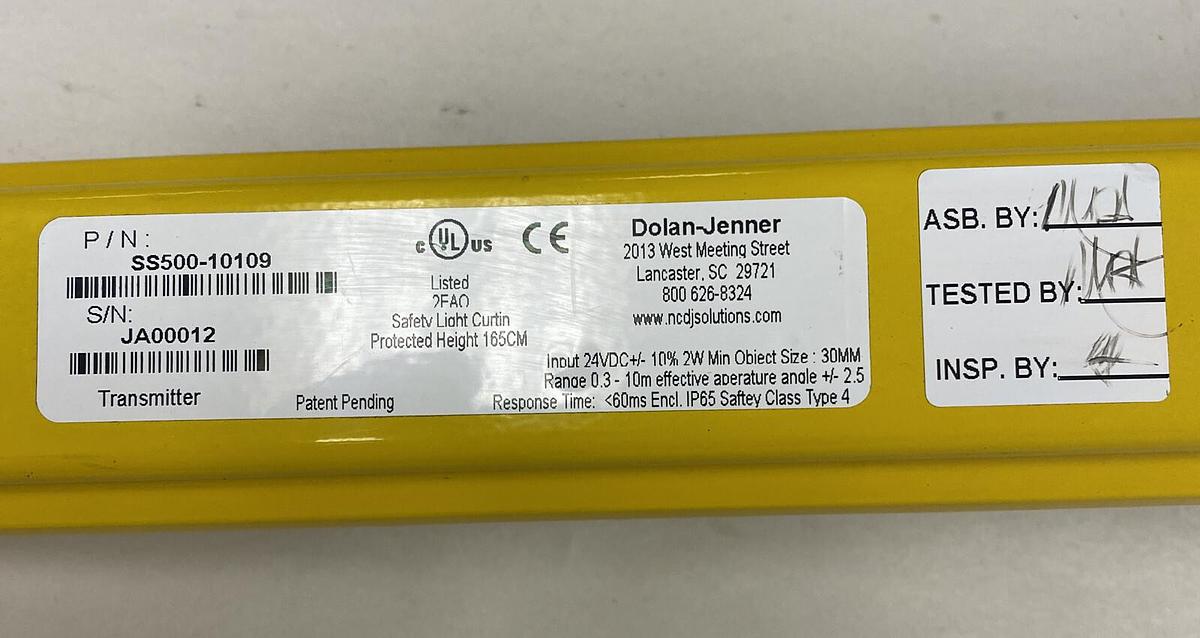 P/N:
SS500-10109
S/N:
JA00012
Transmitter
Patent Pending
c UL US CE
Listed
2EAQ
Safety Light Curtin
Protected Height 165CM
Dolan-Jenner
2013 West Meeting Street
Lancaster, SC 29721
800 626-8324
www.ncdjsolutions.com
Input 24VDC+/- 10% 2W Min Object Size : 30MM
Range 0.3 - 10m effective aperature angle +/- 2.5
Response Time: <60ms Encl. IP65 Saftey Class Type 4
ASB. BY:
TESTED BY:
INSP. BY: